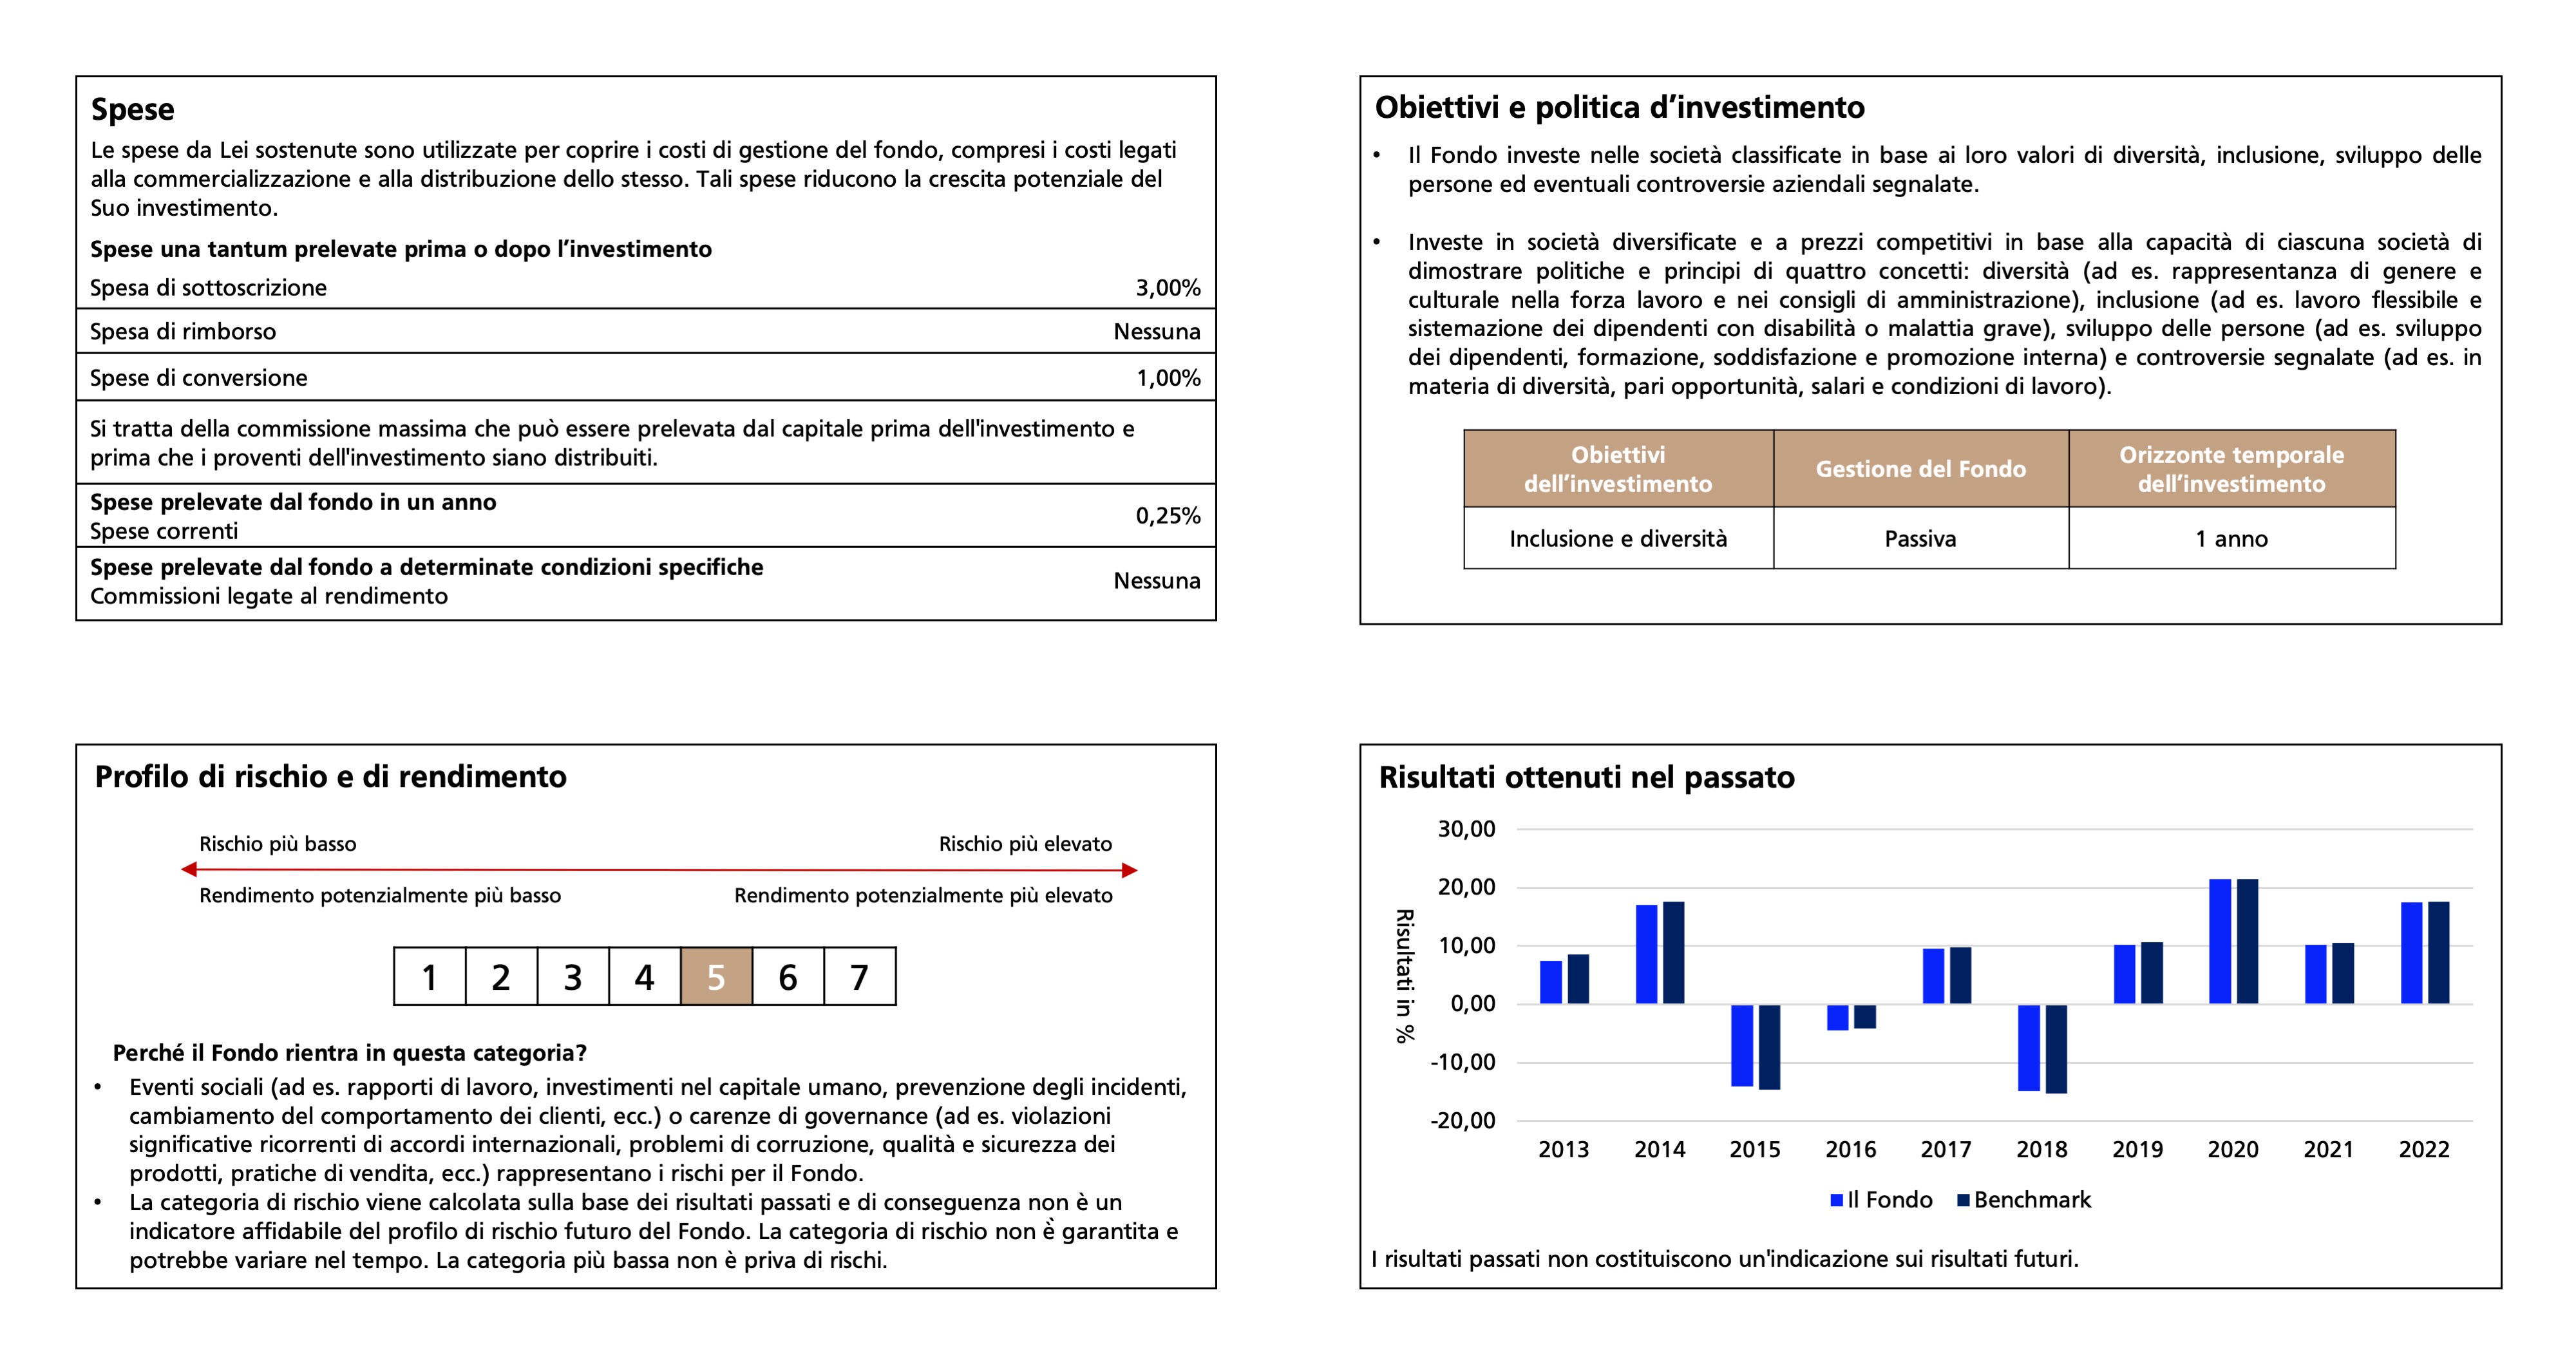 Spese
Le spese da Lei sostenute sono utilizzate per coprire i costi di gestione del fondo, compresi i costi legati
alla commercializzazione e alla distribuzione dello stesso. Tali spese riducono la crescita potenziale del
Suo investimento.
Spese una tantum prelevate prima o dopo l’investimento
Spesa di sottoscrizione 3,00%
Spesa di rimborso Nessuna
Spese di conversione 1,00%
Si tratta della commissione massima che può essere prelevata dal capitale prima dell'investimento e
prima che i proventi dell'investimento siano distribuiti.
Spese prelevate dal fondo in un anno
Spese correnti 0,25%
Spese prelevate dal fondo a determinate condizioni specifiche
Commissioni legate al rendimento Nessuna
Obiettivi e politica d’investimento
• Il Fondo investe nelle società classificate in base ai loro valori di diversità, inclusione, sviluppo delle
persone ed eventuali controversie aziendali segnalate.
• Investe in società diversificate e a prezzi competitivi in base alla capacità di ciascuna società di
dimostrare politiche e principi di quattro concetti: diversità (ad es. rappresentanza di genere e
culturale nella forza lavoro e nei consigli di amministrazione), inclusione (ad es. lavoro flessibile e
sistemazione dei dipendenti con disabilità o malattia grave), sviluppo delle persone (ad es. sviluppo
dei dipendenti, formazione, soddisfazione e promozione interna) e controversie segnalate (ad es. in
materia di diversità, pari opportunità, salari e condizioni di lavoro).
Obiettivi
dell’investimento
Gestione del Fondo
Orizzonte temporale
dell’investimento
Inclusione e diversità Passiva 1 anno
Profilo di rischio e di rendimento
Rischio più basso Rischio più elevato
Rendimento potenzialmente più basso Rendimento potenzialmente più elevato
1 2 3 4 5 6 7
Perché il Fondo rientra in questa categoria?
• Eventi sociali (ad es. rapporti di lavoro, investimenti nel capitale umano, prevenzione degli incidenti,
cambiamento del comportamento dei clienti, ecc.) o carenze di governance (ad es. violazioni
significative ricorrenti di accordi internazionali, problemi di corruzione, qualità e sicurezza dei
prodotti, pratiche di vendita, ecc.) rappresentano i rischi per il Fondo.
• La categoria di rischio viene calcolata sulla base dei risultati passati e di conseguenza non è un
indicatore affidabile del profilo di rischio futuro del Fondo. La categoria di rischio non è garantita e
potrebbe variare nel tempo. La categoria più bassa non è priva di rischi.
Risultati ottenuti nel passato
Risultati in %
30,00
20,00
10,00
0,00
-10,00
-20,00
2013 2014 2015 2016 2017 2018 2019 2020 2021 2022
Il Fondo Benchmark
I risultati passati non costituiscono un'indicazione sui risultati futuri.